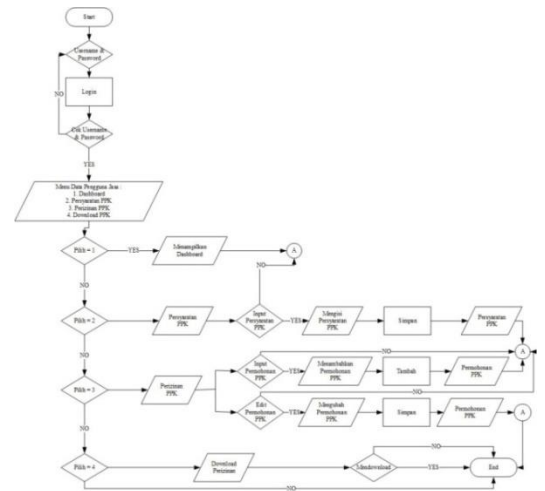 Start
Username &
Password
Login
NO
Cek Username
& Password
YES
Menu Data Pengguna Jasa :
1. Dashboard
2. Persyaratan PPK
3. Perizinan PPK
4. Download PPK
Pilih = 1
YES
Menampilkan
Dashboard
A
NO
NO
Pilih = 2
Persyaratan
PPK
Input
Persyaratan
PPK
YES
Mengisi
Persyaratan
PPK
Simpan
Persyaratan
PPK
NO
NO
A
Pilih = 3
Perizinan
PPK
Input
Permohonan
PPK
YES
Menambahkan
Permohonan
PPK
Tambah
Permohonan
PPK
NO
Edit
Permohonan
PPK
YES
Mengubah
Permohonan
PPK
Simpan
Permohonan
PPK
A
NO
Pilih = 4
Download
Perizinan
Mendownload
NO
YES
End
NO